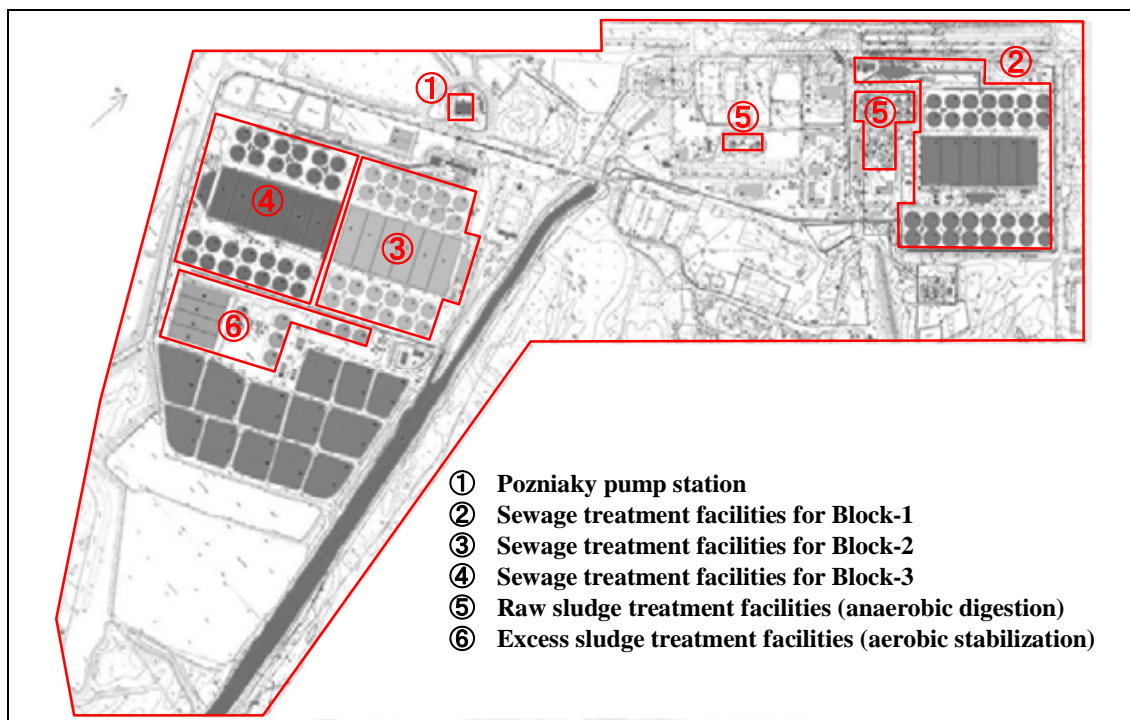 ①
②
⑤
⑤
④
③
⑥
① Pozniaky pump station
② Sewage treatment facilities for Block-1
③ Sewage treatment facilities for Block-2
④ Sewage treatment facilities for Block-3
⑤ Raw sludge treatment facilities (anaerobic digestion)
⑥ Excess sludge treatment facilities (aerobic stabilization)